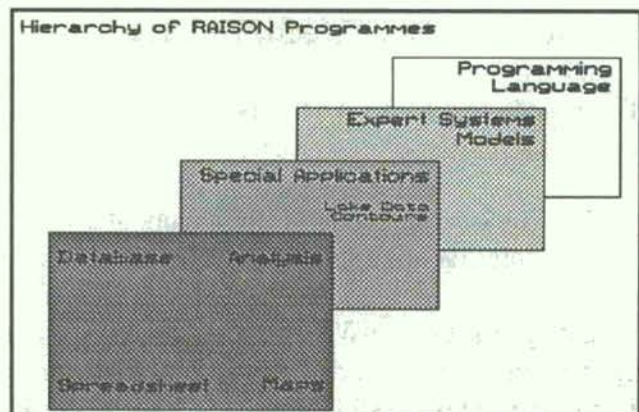 Hierarchy of RAISON Programmes
Programming
Language
Expert Systems
Models
Special Applications
Lake Data
Contours
Database Analysis
Spreadsheet Maps